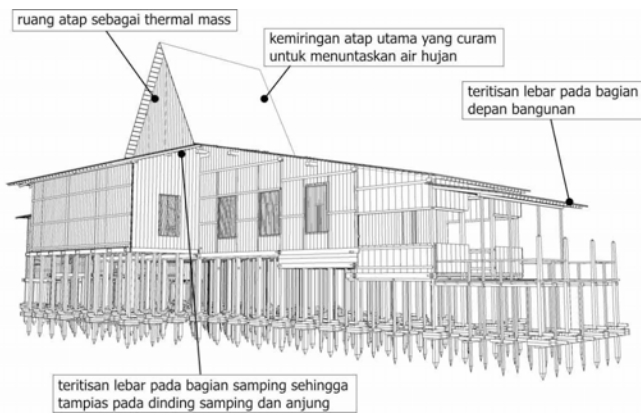 ruang atap sebagai thermal mass
kemiringan atap utama yang curam
untuk menuntaskan air hujan
teritisan lebar pada bagian
depan bangunan
teritisan lebar pada bagian samping sehingga
tampias pada dinding samping dan anjung